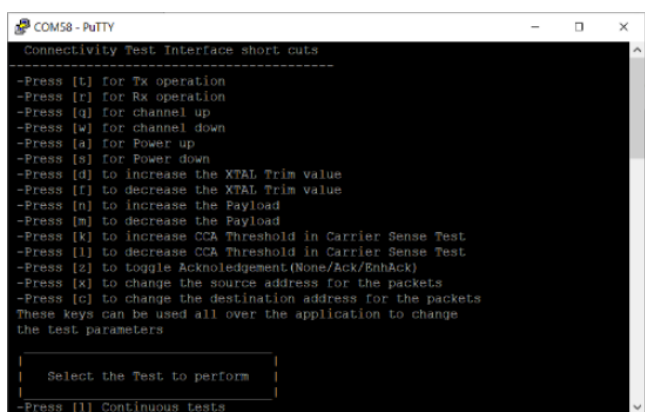 COM58 - PuTTY
Connectivity Test Interface short cuts
-----------------------------------------
-Press [t] for Tx operation
-Press [r] for Rx operation
-Press [q] for channel up
-Press [w] for channel down
-Press [a] for Power up
-Press [s] for Power down
-Press [d] to increase the XTAL Trim value
-Press [f] to decrease the XTAL Trim value
-Press [n] to increase the Payload
-Press [m] to decrease the Payload
-Press [k] to increase CCA Threshold in Carrier Sense Test
-Press [l] to decrease CCA Threshold in Carrier Sense Test
-Press [z] to toggle Acknoledgement(None/Ack/EnhAck)
-Press [x] to change the source address for the packets
-Press [c] to change the destination address for the packets
These keys can be used all over the application to change
the test parameters
Select the Test to perform
-Press [1] Continuous tests